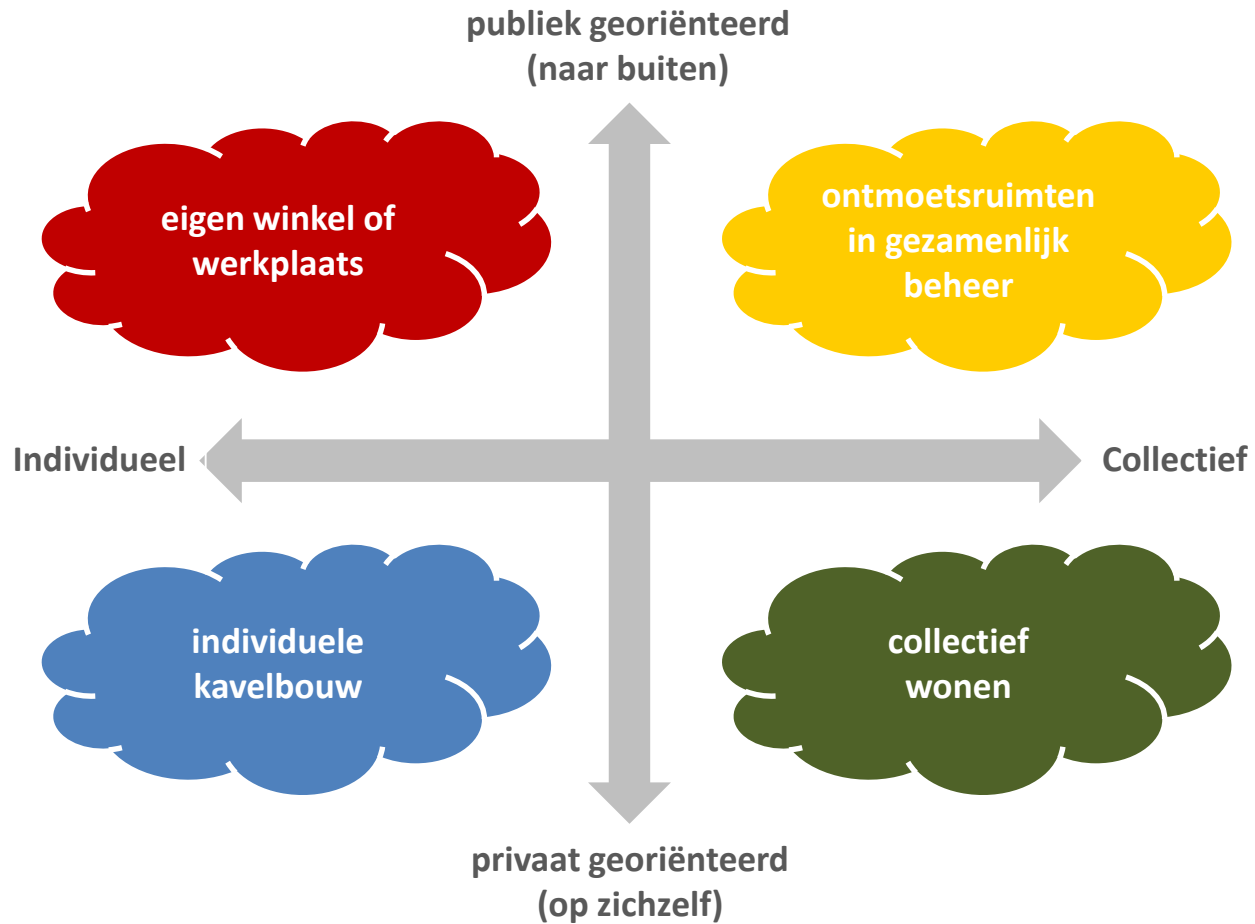 publiek georiënteerd
(naar buiten)
eigen winkel of
werkplaats
ontmoetsruimten
in gezamenlijk
beheer
Individueel
Collectief
individuele
kavelbouw
collectief
wonen
privaat georiënteerd
(op zichzelf)